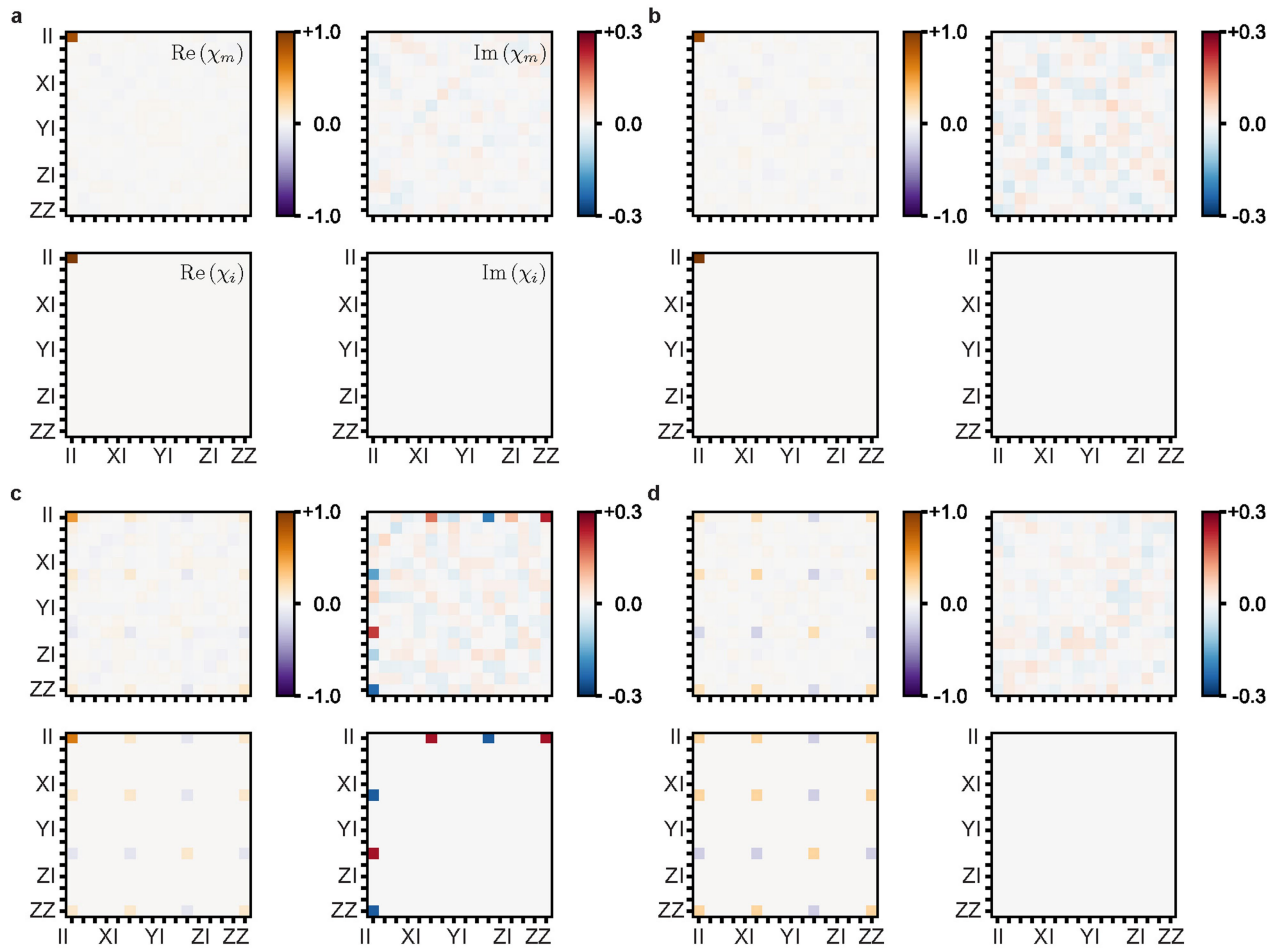 a
b
II
XI
YI
ZI
ZZ
Re (χm)
+1.0
0.0
-1.0
Im (χm)
+0.3
0.0
-0.3
II
XI
YI
ZI
ZZ
+1.0
0.0
-1.0
+0.3
0.0
-0.3
II
XI
YI
ZI
ZZ
Re (χi)
II XI YI ZI ZZ
II
XI
YI
ZI
ZZ
Im (χi)
II XI YI ZI ZZ
II
XI
YI
ZI
ZZ
II XI YI ZI ZZ
II
XI
YI
ZI
ZZ
II XI YI ZI ZZ
c
d
II
XI
YI
ZI
ZZ
+1.0
0.0
-1.0
+0.3
0.0
-0.3
II
XI
YI
ZI
ZZ
+1.0
0.0
-1.0
+0.3
0.0
-0.3
II
XI
YI
ZI
ZZ
II XI YI ZI ZZ
II
XI
YI
ZI
ZZ
II XI YI ZI ZZ
II
XI
YI
ZI
ZZ
II XI YI ZI ZZ
II
XI
YI
ZI
ZZ
II XI YI ZI ZZ